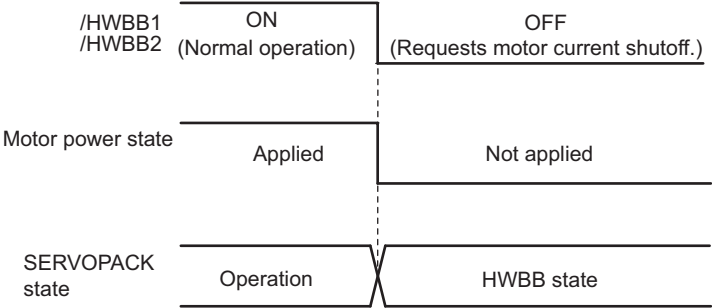 /HWBB1
/HWBB2
ON
(Normal operation)
OFF
(Requests motor current shutoff.)
Motor power state
Applied
Not applied
SERVOPACK
state
Operation
HWBB state